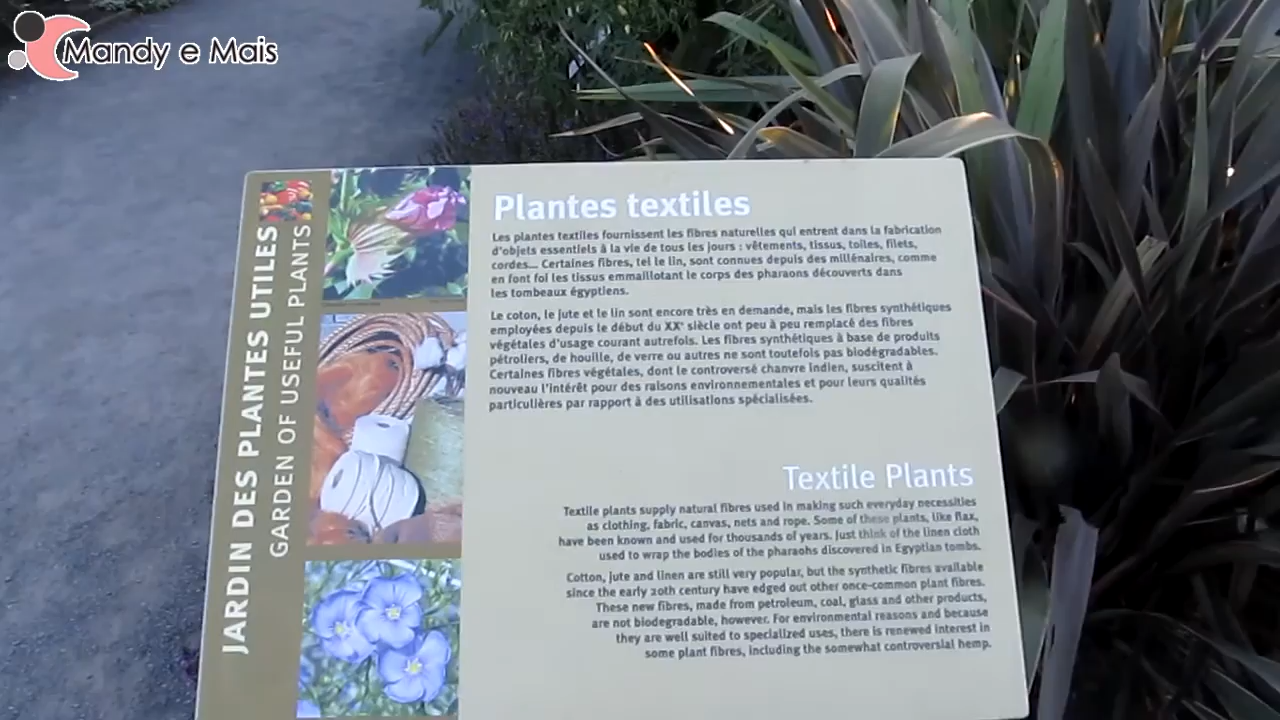 Mandy e Mais
JARDIN DES PLANTES UTILES
GARDEN OF USEFUL PLANTS
Plantes textiles
Les plantes textiles fournissent les fibres naturelles qui entrent dans la fabrication
d'objets essentiels à la vie de tous les jours : vêtements, tissus, toiles, filets,
cordes... Certaines fibres, tel le lin, sont connues depuis des millénaires, comme
en font foi les tissus emmaillotant le corps des pharaons découverts dans
les tombeaux égyptiens.
Le coton, le jute et le lin sont encore très en demande, mais les fibres synthétiques
employées depuis le début du XXe siècle ont peu à peu remplacé des fibres
végétales d'usage courant autrefois. Les fibres synthétiques à base de produits
pétroliers, de houille, de verre ou autres ne sont toutefois pas biodégradables.
Certaines fibres végétales, dont le controversé chanvre indien, suscitent à
nouveau l'intérêt pour des raisons environnementales et pour leurs qualités
particulières par rapport à des utilisations spécialisées.
Textile Plants
Textile plants supply natural fibres used in making such everyday necessities
as clothing, fabric, canvas, nets and rope. Some of these plants, like flax,
have been known and used for thousands of years. Just think of the linen cloth
used to wrap the bodies of the pharaohs discovered in Egyptian tombs.
Cotton, jute and linen are still very popular, but the synthetic fibres available
since the early 20th century have edged out other once-common plant fibres.
These new fibres, made from petroleum, coal, glass and other products,
are not biodegradable, however. For environmental reasons and because
they are well suited to specialized uses, there is renewed interest in
some plant fibres, including the somewhat controversial hemp.